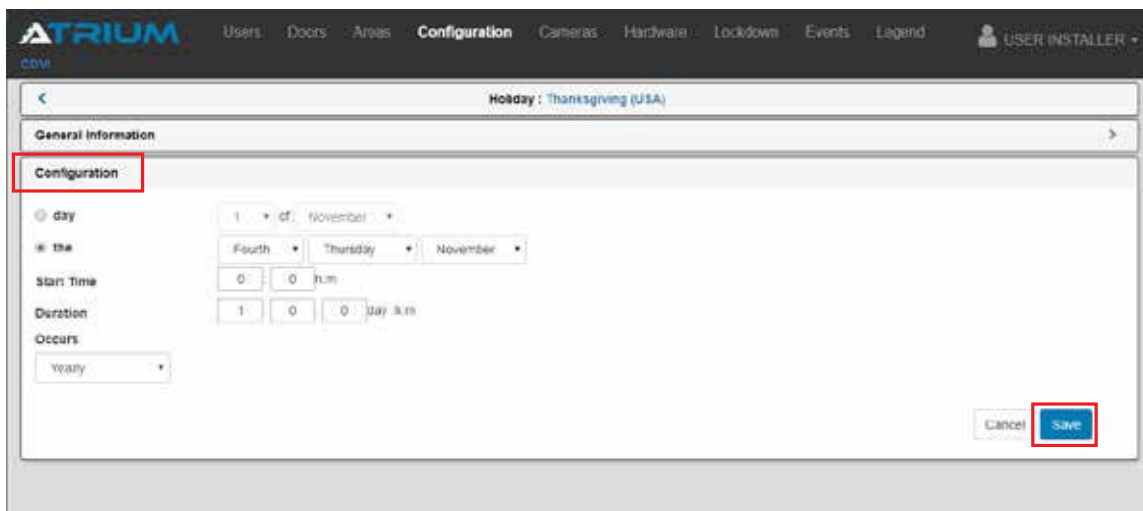 ATRIUM Users Doors Areas Configuration Cameras Hardware Lockdown Events Legend USER INSTALLER
CDVI
Holiday : Thanksgiving (USA)
General Information
Configuration
day 1 of November
the Fourth Thursday November
Start Time 0 : 0 h:m
Duration 1 0 0 day .h:m
Occurs
Yearly
Cancel Save